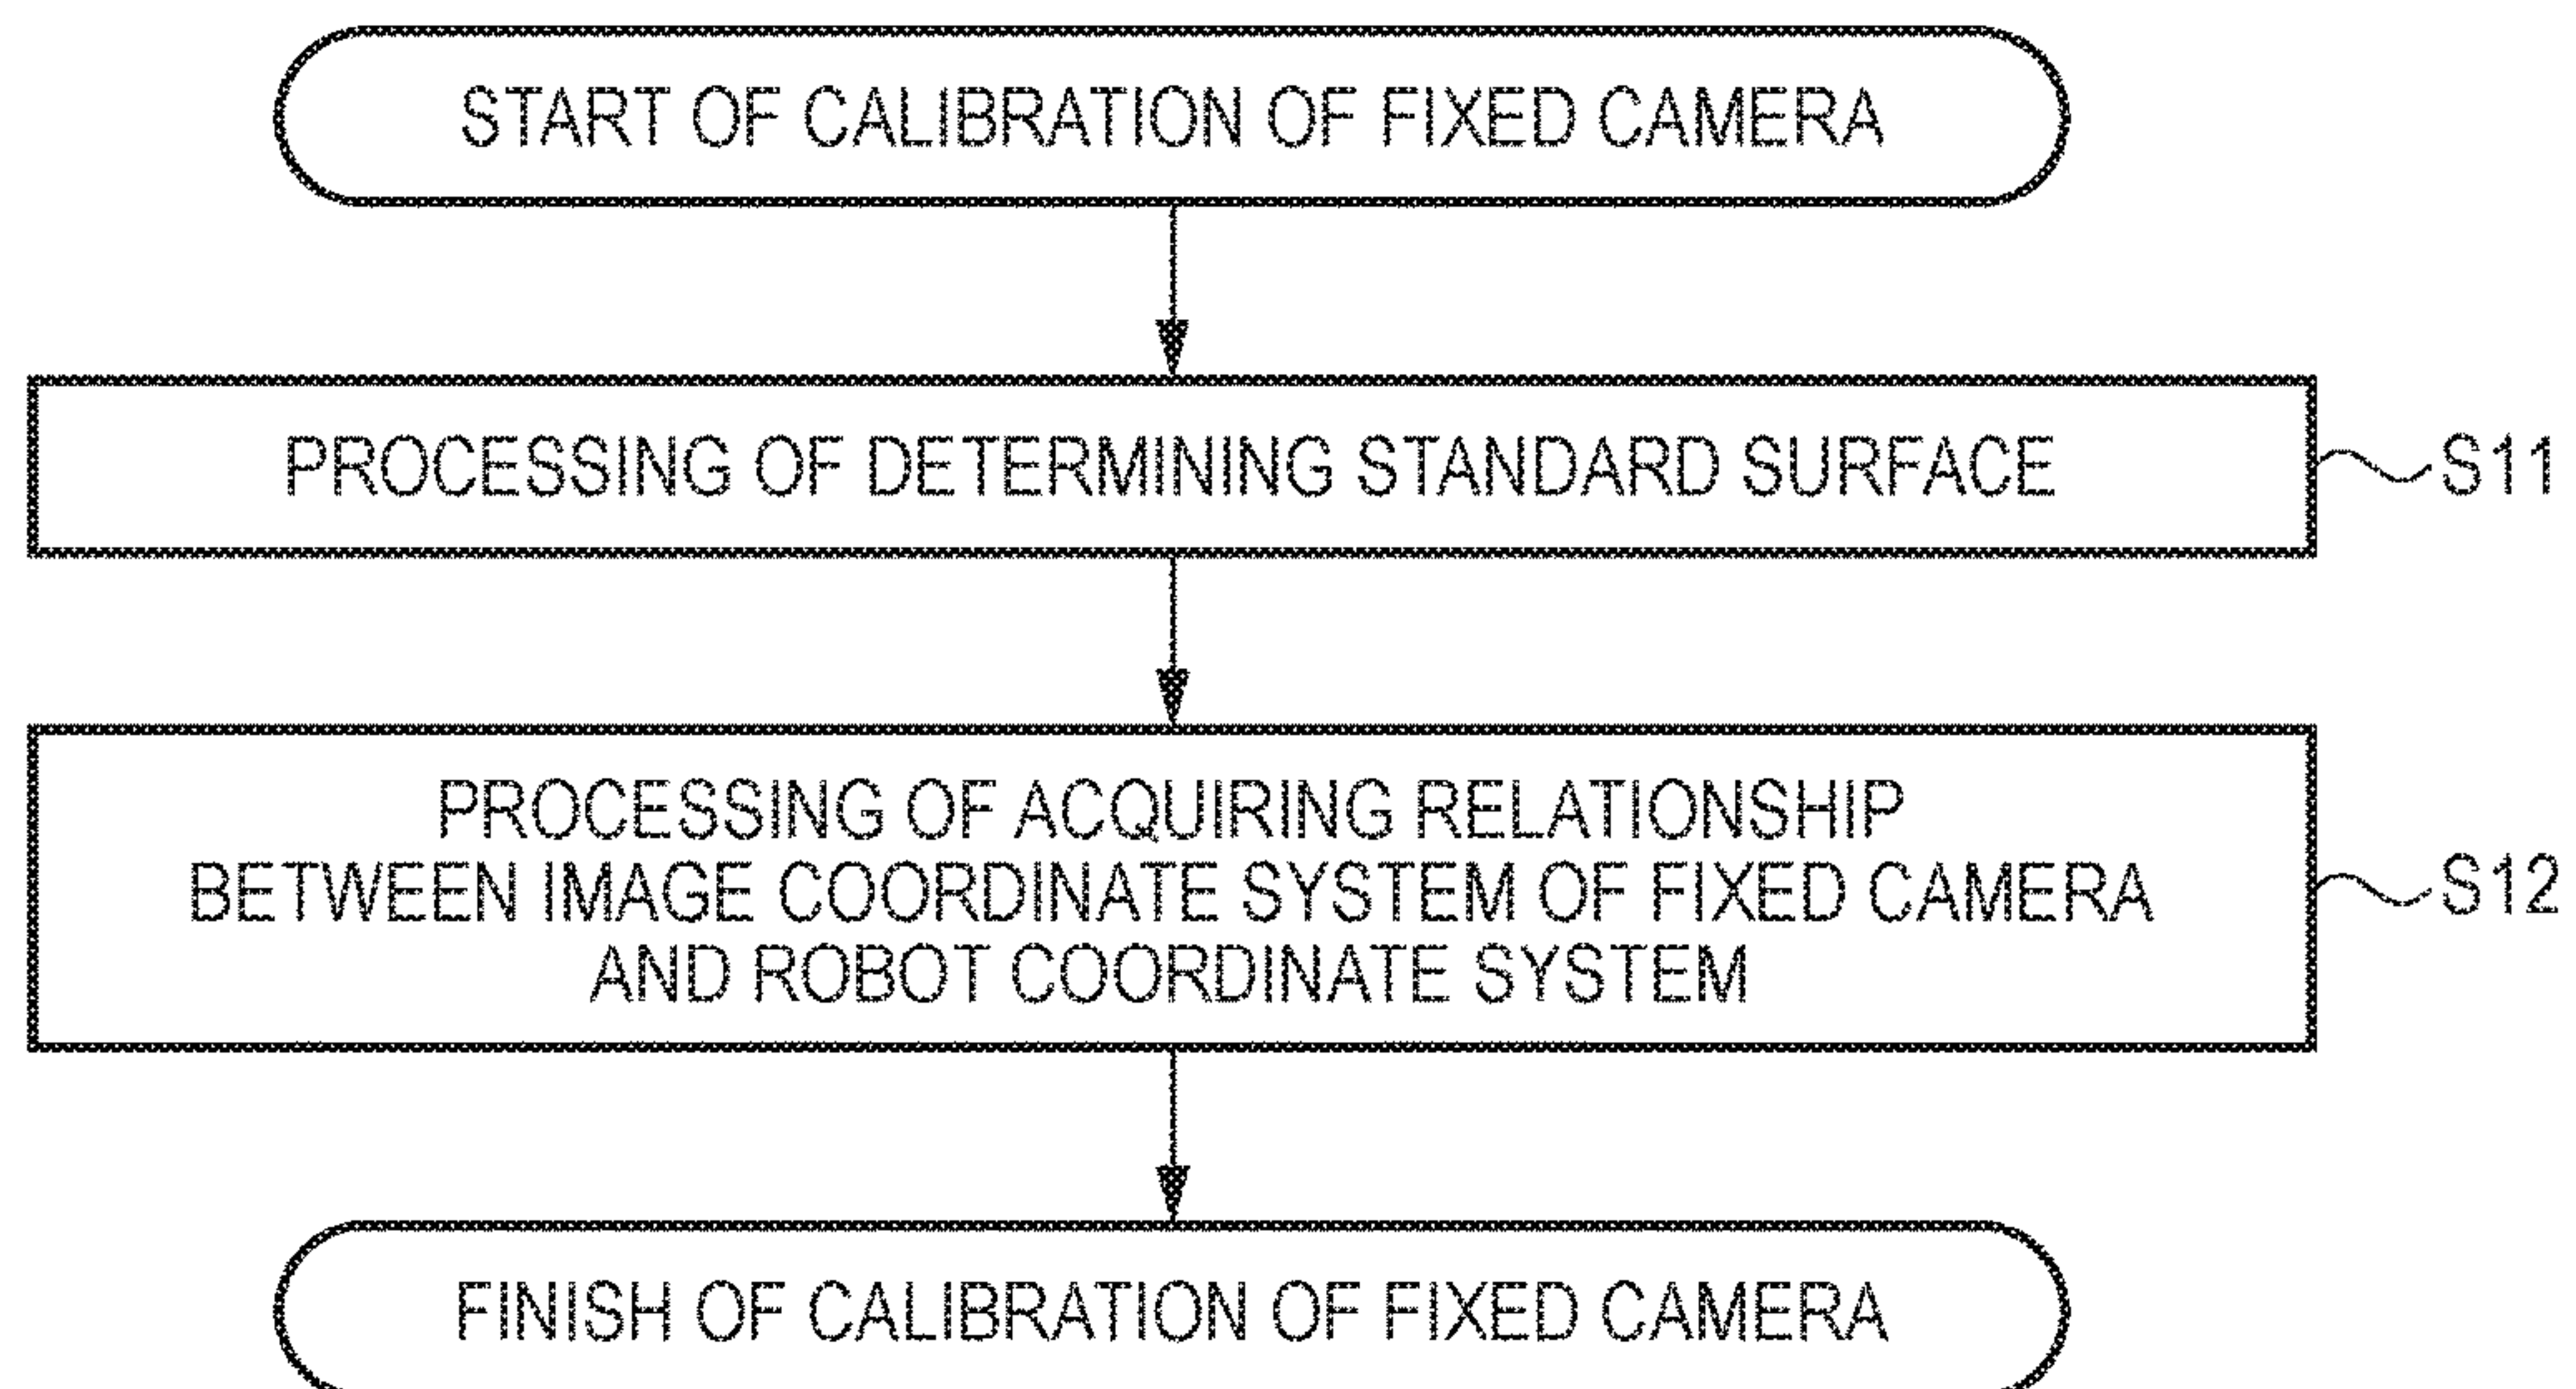 START OF CALIBRATION OF FIXED CAMERA
PROCESSING OF DETERMINING STANDARD SURFACE
S11
PROCESSING OF ACQUIRING RELATIONSHIP
BETWEEN IMAGE COORDINATE SYSTEM OF FIXED CAMERA
AND ROBOT COORDINATE SYSTEM
S12
FINISH OF CALIBRATION OF FIXED CAMERA